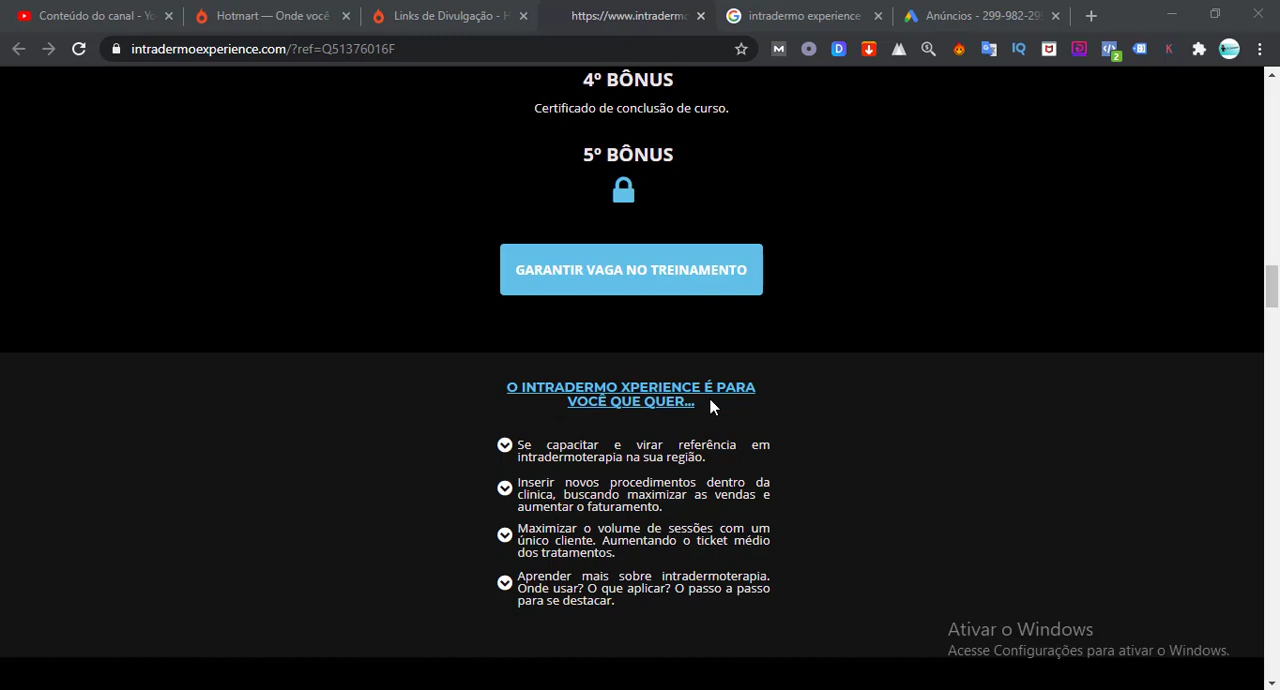 Conteúdo do canal - Yo
Hotmart — Onde você
Links de Divulgação - H
https://www.intradermo
intradermo experience
Anúncios - 299-982-29
intradermoexperience.com/?ref=Q51376016F
4º BÔNUS
Certificado de conclusão de curso.
5º BÔNUS
GARANTIR VAGA NO TREINAMENTO
O INTRADERMO XPERIENCE É PARA
VOCÊ QUE QUER...
Se capacitar e virar referência em
intradermoterapia na sua região.
Inserir novos procedimentos dentro da
clinica, buscando maximizar as vendas e
aumentar o faturamento.
Maximizar o volume de sessões com um
único cliente. Aumentando o ticket médio
dos tratamentos.
Aprender mais sobre intradermoterapia.
Onde usar? O que aplicar? O passo a passo
para se destacar.
Ativar o Windows
Acesse Configurações para ativar o Windows.